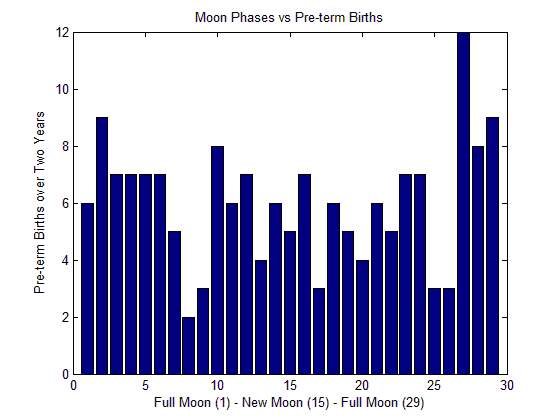 Moon Phases vs Pre-term Births
12
10
8
6
4
2
0
Pre-term Births over Two Years
0 5 10 15 20 25 30
Full Moon (1) - New Moon (15) - Full Moon (29)